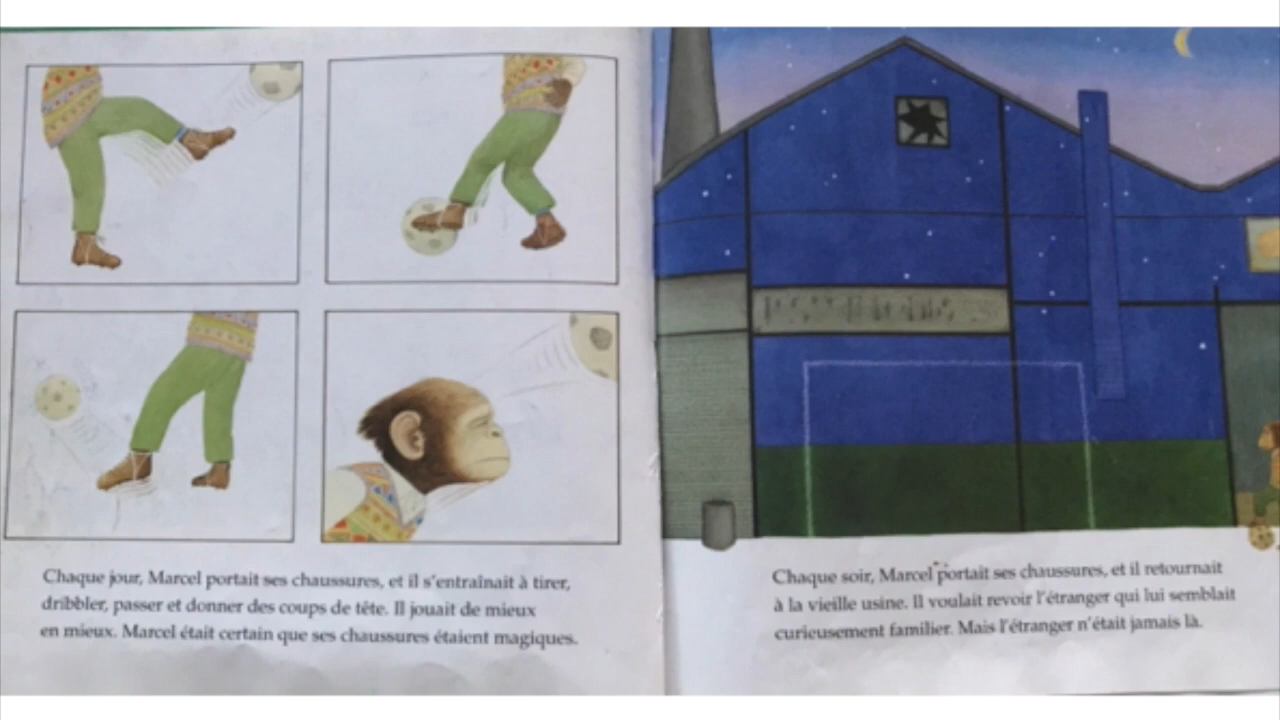 Chaque jour, Marcel portait ses chaussures, et il s'entraînait à tirer,
dribbler, passer et donner des coups de tête. Il jouait de mieux
en mieux. Marcel était certain que ses chaussures étaient magiques.
Chaque soir, Marcel portait ses chaussures, et il retournait
à la vieille usine. Il voulait revoir l'étranger qui lui semblait
curieusement familier. Mais l'étranger n'était jamais là.